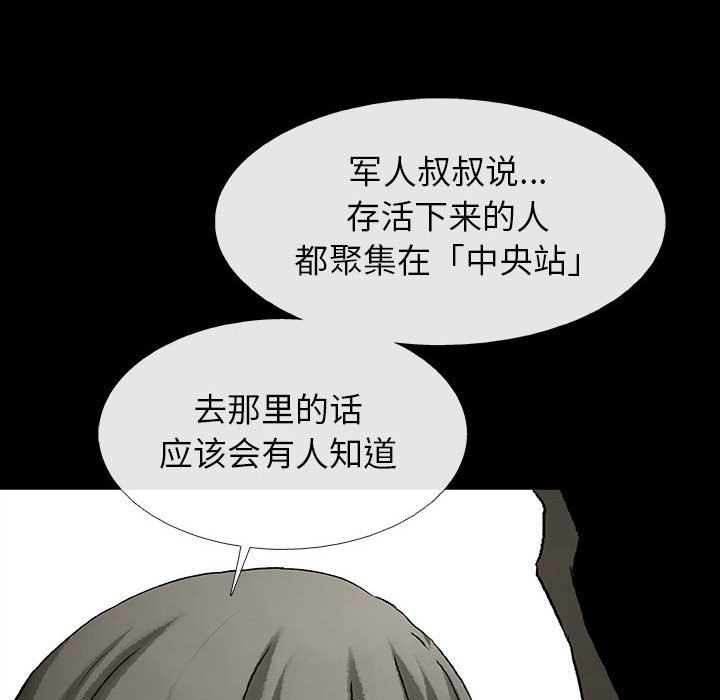 军人叔叔说...
存活下来的人
都聚集在「中央站」
去那里的话
应该会有人知道